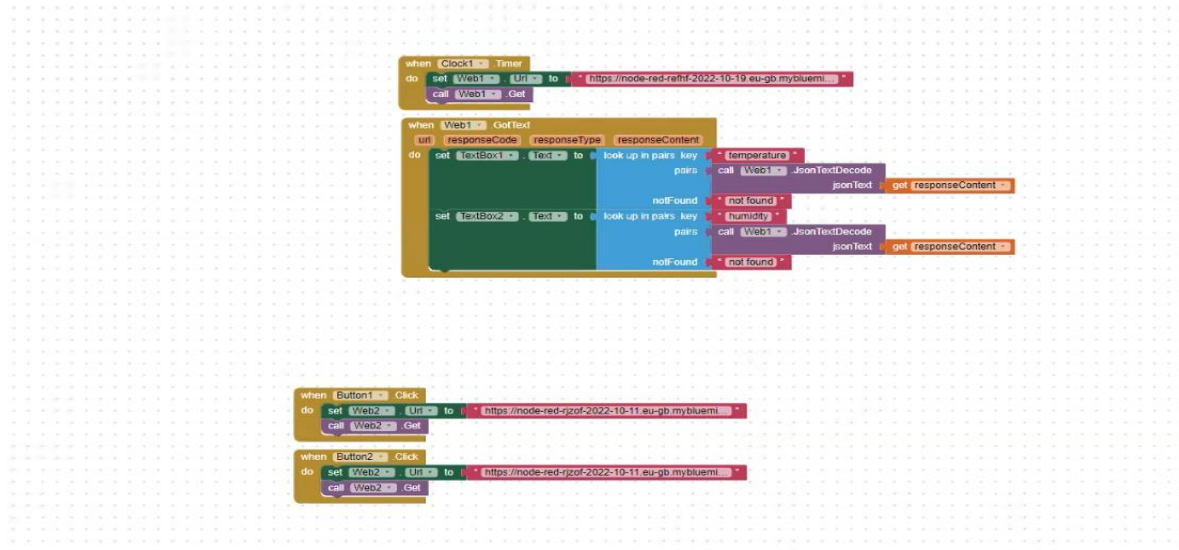 when Clock1 .Timer
do set Web1 . Url to " https://node-red-refhf-2022-10-19.eu-gb.mybluemi... "
call Web1 .Get
when Web1 .GotText
url responseCode responseType responseContent
do set TextBox1 . Text to look up in pairs key " temperature "
pairs call Web1 .JsonTextDecode
jsonText get responseContent
notFound " not found "
set TextBox2 . Text to look up in pairs key " humidity "
pairs call Web1 .JsonTextDecode
jsonText get responseContent
notFound " not found "
when Button1 .Click
do set Web2 . Url to " https://node-red-rjzof-2022-10-11.eu-gb.mybluemi... "
call Web2 .Get
when Button2 .Click
do set Web2 . Url to " https://node-red-rjzof-2022-10-11.eu-gb.mybluemi... "
call Web2 .Get